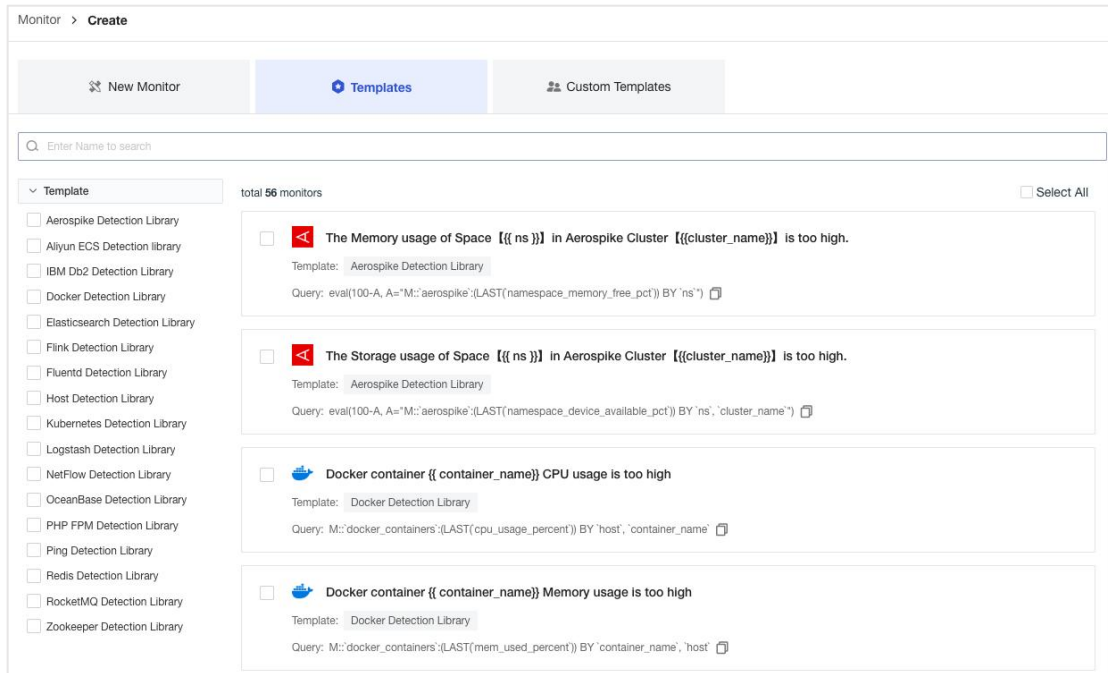 Monitor > Create
New Monitor
Templates
Custom Templates
Enter Name to search
Template
Aerospike Detection Library
Aliyun ECS Detection library
IBM Db2 Detection Library
Docker Detection Library
Elasticsearch Detection Library
Flink Detection Library
Fluentd Detection Library
Host Detection Library
Kubernetes Detection Library
Logstash Detection Library
NetFlow Detection Library
OceanBase Detection Library
PHP FPM Detection Library
Ping Detection Library
Redis Detection Library
RocketMQ Detection Library
Zookeeper Detection Library
total 56 monitors
Select All
The Memory usage of Space【{{ ns }}】in Aerospike Cluster【{{cluster_name}}】is too high.
Template: Aerospike Detection Library
Query: eval(100-A, A="M::`aerospike`:(LAST(`namespace_memory_free_pct`)) BY `ns`")
The Storage usage of Space【{{ ns }}】in Aerospike Cluster【{{cluster_name}}】is too high.
Template: Aerospike Detection Library
Query: eval(100-A, A="M::`aerospike`:(LAST(`namespace_device_available_pct`)) BY `ns`, `cluster_name`")
Docker container {{ container_name}} CPU usage is too high
Template: Docker Detection Library
Query: M::`docker_containers`:(LAST(`cpu_usage_percent`)) BY `host`, `container_name`
Docker container {{ container_name}} Memory usage is too high
Template: Docker Detection Library
Query: M::`docker_containers`:(LAST(`mem_used_percent`)) BY `container_name`, `host`